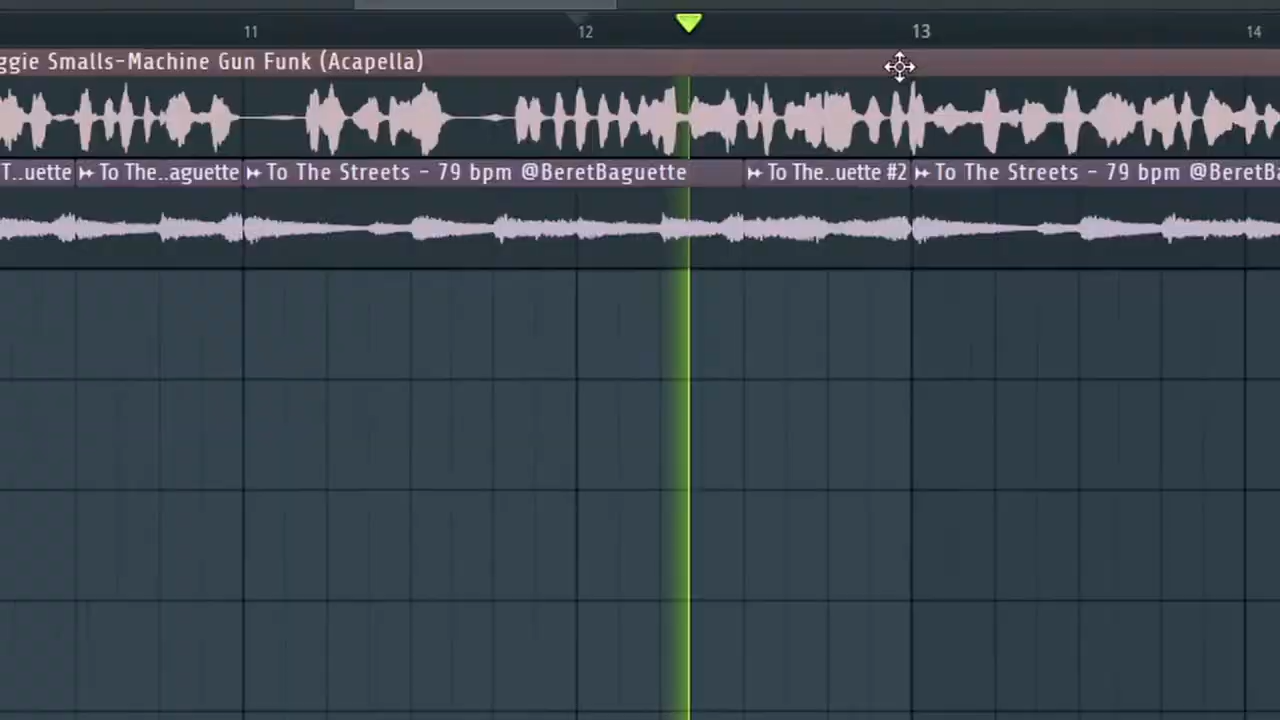 11 12 13 14
ggie Smalls-Machine Gun Funk (Acapella)
T..uette To The..aguette To The Streets - 79 bpm @BeretBaguette To The..uette #2 To The Streets - 79 bpm @BeretBa